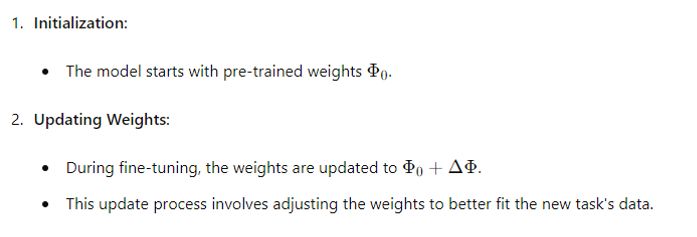 1. Initialization:
• The model starts with pre-trained weights Φ₀.
2. Updating Weights:
• During fine-tuning, the weights are updated to Φ₀ + ΔΦ.
• This update process involves adjusting the weights to better fit the new task's data.